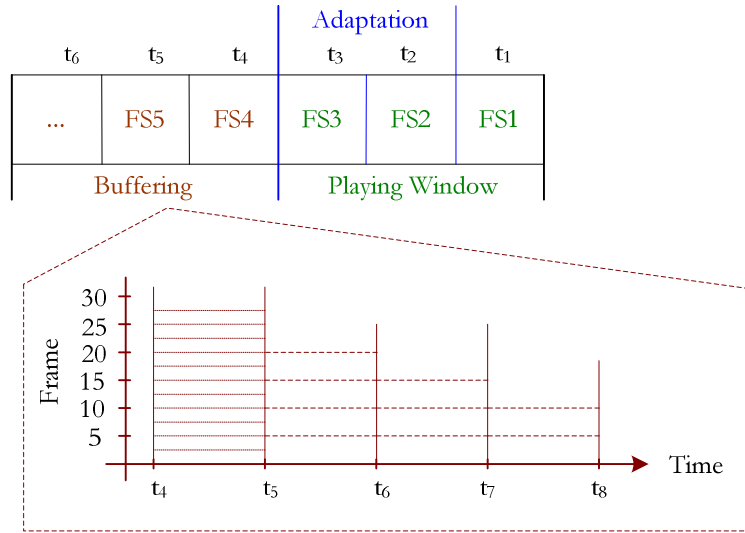 Adaptation
t₆ t₅ t₄ t₃ t₂ t₁
... FS5 FS4 FS3 FS2 FS1
Buffering Playing Window
30
25
20
15
10
5
Frame
t₄ t₅ t₆ t₇ t₈ Time